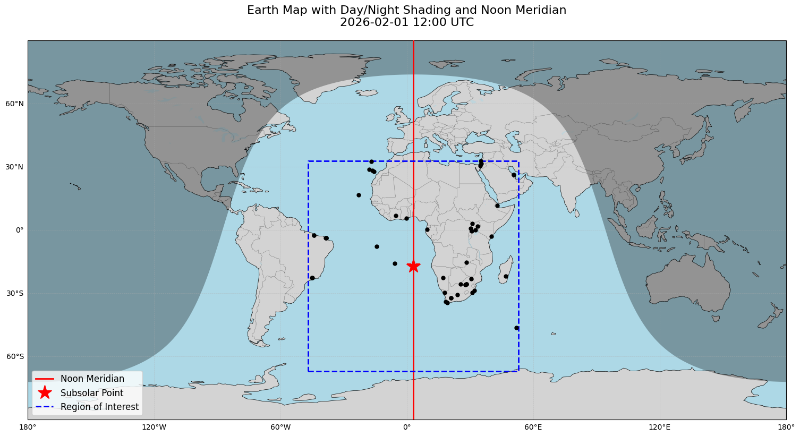 Earth Map with Day/Night Shading and Noon Meridian
2026-02-01 12:00 UTC
60°N
30°N
0°
30°S
60°S
Noon Meridian
Subsolar Point
Region of Interest
180°
120°W
60°W
0°
60°E
120°E
180°